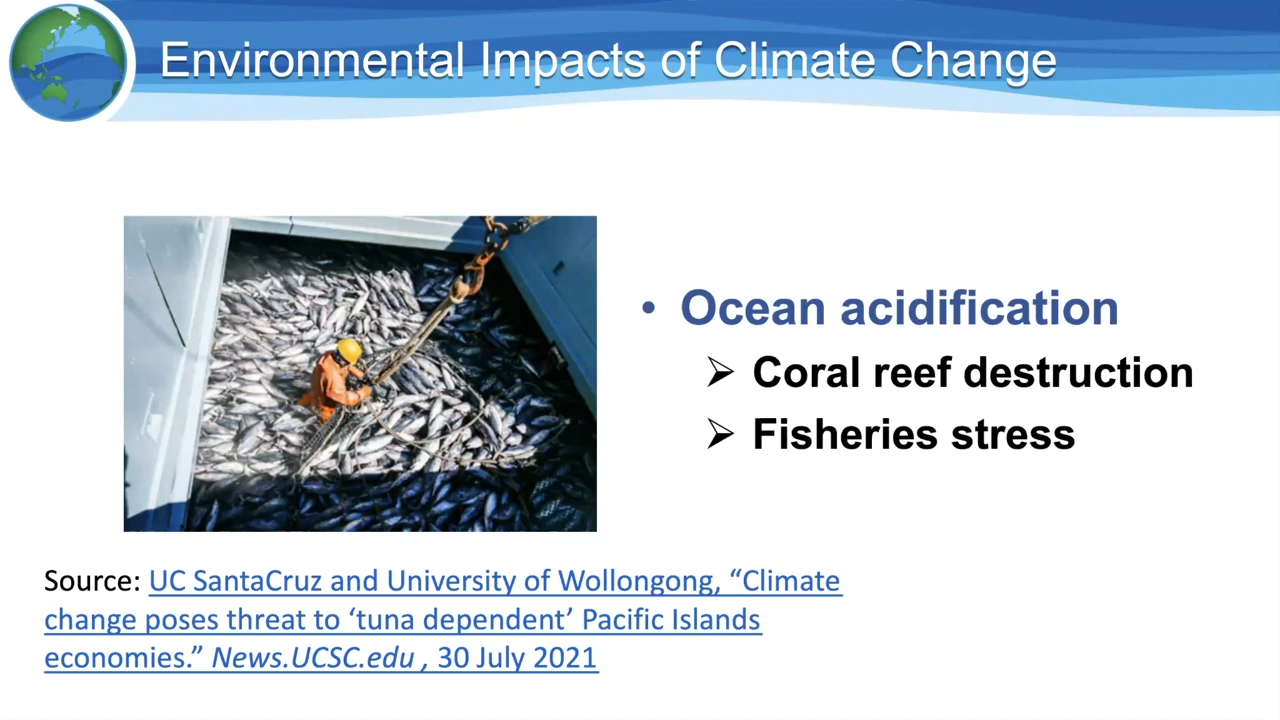 Environmental Impacts of Climate Change
• Ocean acidification
➢ Coral reef destruction
➢ Fisheries stress
Source: UC SantaCruz and University of Wollongong, “Climate
change poses threat to ‘tuna dependent’ Pacific Islands
economies.” News.UCSC.edu , 30 July 2021